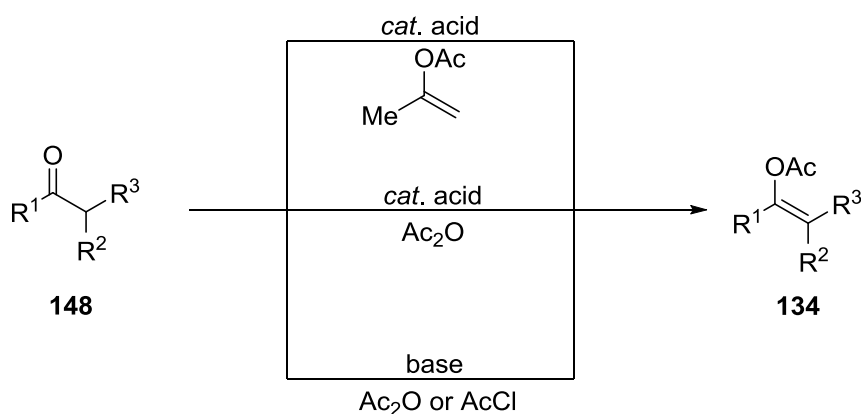 cat. acid
OAc
Me
O
R¹
R³
R²
148
cat. acid
Ac₂O
OAc
R¹
R³
R²
134
base
Ac₂O or AcCl